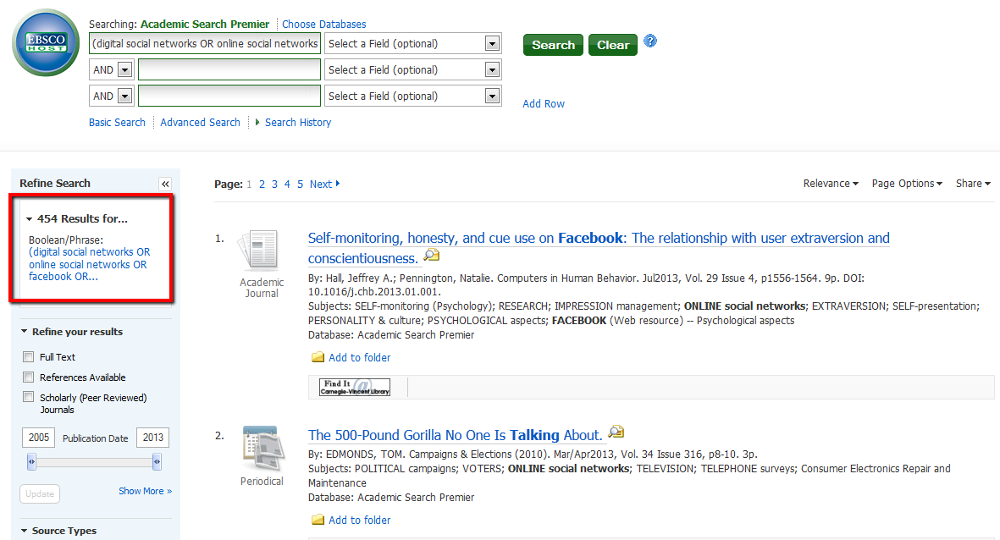 EBSCO
HOST
Searching: Academic Search Premier Choose Databases
(digital social networks OR online social networks Select a Field (optional)
Search Clear ?
AND Select a Field (optional)
AND Select a Field (optional)
Add Row
Basic Search Advanced Search Search History
Refine Search «
454 Results for...
Boolean/Phrase:
(digital social networks OR
online social networks OR
facebook OR...
Refine your results
Full Text
References Available
Scholarly (Peer Reviewed)
Journals
2005 Publication Date 2013
Update
Show More »
Source Types
Page: 1 2 3 4 5 Next
Relevance Page Options Share
1.
Academic
Journal
Self-monitoring, honesty, and cue use on Facebook: The relationship with user extraversion and
conscientiousness.
By: Hall, Jeffrey A.; Pennington, Natalie. Computers in Human Behavior. Jul2013, Vol. 29 Issue 4, p1556-1564. 9p. DOI:
10.1016/j.chb.2013.01.001.
Subjects: SELF-monitoring (Psychology); RESEARCH; IMPRESSION management; ONLINE social networks; EXTRAVERSION; SELF-presentation;
PERSONALITY & culture; PSYCHOLOGICAL aspects; FACEBOOK (Web resource) -- Psychological aspects
Database: Academic Search Premier
Add to folder
Find It @
Carnegie-Vincent Library
2.
Periodical
The 500-Pound Gorilla No One Is Talking About.
By: EDMONDS, TOM. Campaigns & Elections (2010). Mar/Apr2013, Vol. 34 Issue 316, p8-10. 3p.
Subjects: POLITICAL campaigns; VOTERS; ONLINE social networks; TELEVISION; TELEPHONE surveys; Consumer Electronics Repair and
Maintenance
Database: Academic Search Premier
Add to folder